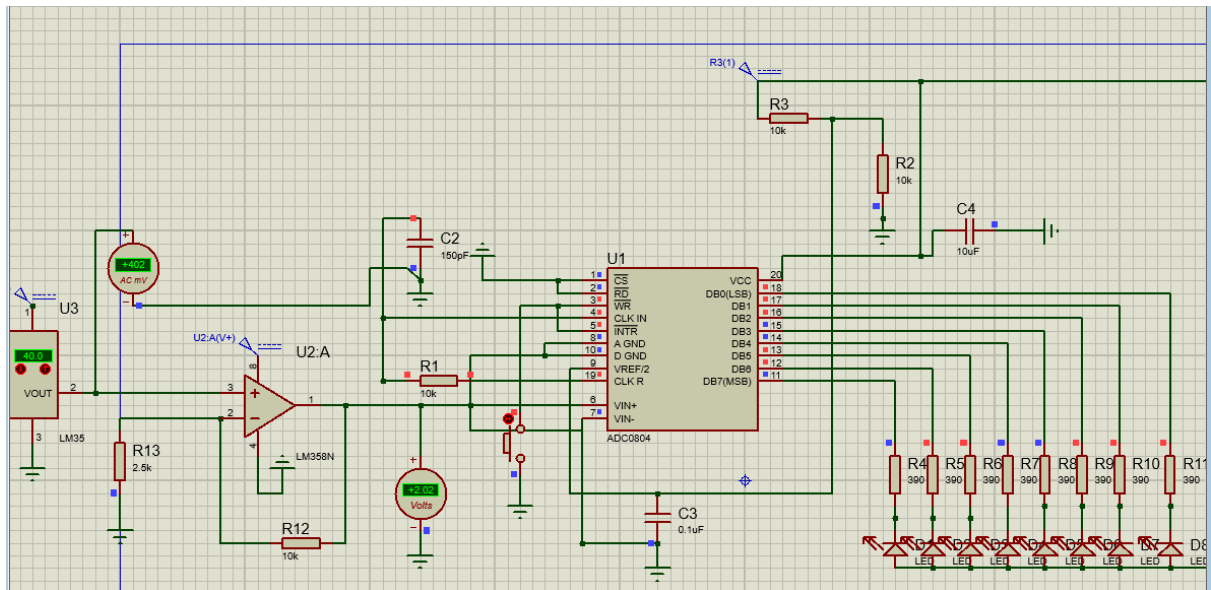 R3(1)
R3
10k
R2
10k
C4
10uF
C2
150pF
+
+402
AC mV
−
U3
1
40.0
VOUT
2
3
LM35
U2:A(V+)
U2:A
8
3
+
2
−
1
4
LM358N
R13
2.5k
R12
10k
R1
10k
+
+2.02
Volts
−
U1
1
CS
2
RD
3
WR
4
CLK IN
5
INTR
8
A GND
10
D GND
9
VREF/2
19
CLK R
6
VIN+
7
VIN-
VCC
20
DB0(LSB)
18
DB1
17
DB2
16
DB3
15
DB4
14
DB5
13
DB6
12
DB7(MSB)
11
ADC0804
C3
0.1uF
R4
390
R5
390
R6
390
R7
390
R8
390
R9
390
R10
390
R11
390
LED
LED
LED
LED
LED
LED
D7
LED
D8
LED